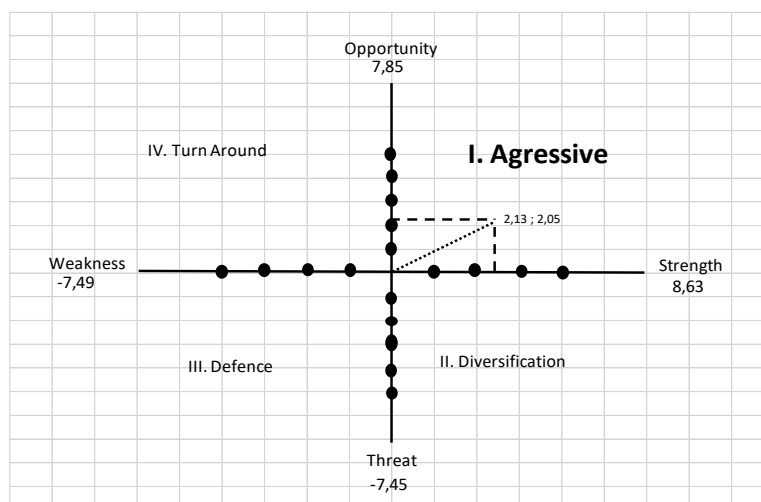 Opportunity
7,85
IV. Turn Around
I. Agressive
2,13 ; 2,05
Weakness
-7,49
Strength
8,63
III. Defence
II. Diversification
Threat
-7,45